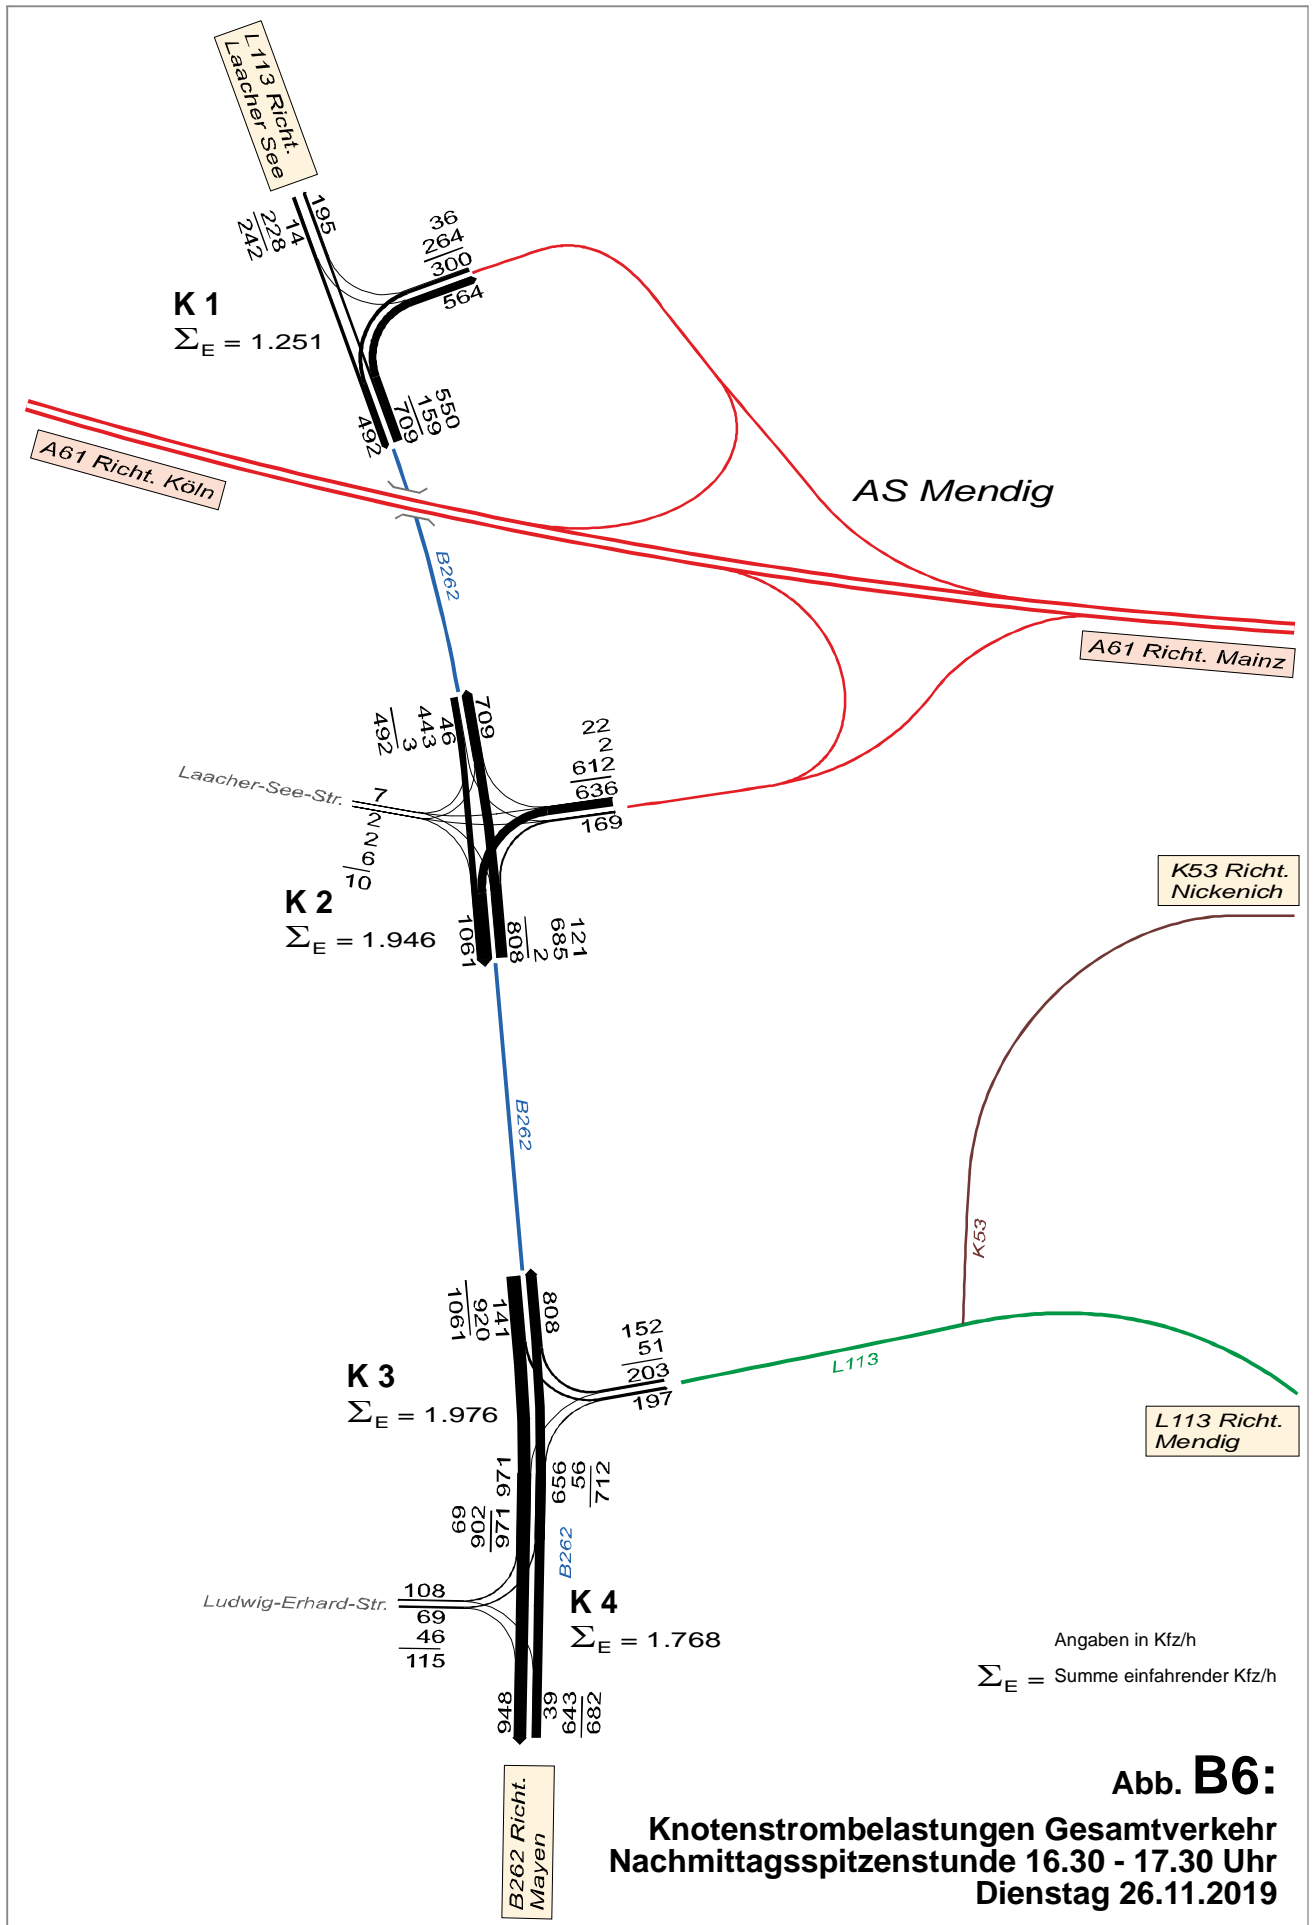 L113 Richt.
Laacher See
195
14
228
242
36
264
300
564
K 1
ΣE = 1.251
550
159
709
492
A61 Richt. Köln
AS Mendig
B262
A61 Richt. Mainz
709
46
443
3
492
22
2
612
636
169
Laacher-See-Str.
7
2
2
6
10
K 2
ΣE = 1.946
1061
808
2
685
121
K53 Richt.
Nickenich
B262
K53
808
141
920
1061
152
51
203
197
L113
K 3
ΣE = 1.976
L113 Richt.
Mendig
971
656
56
712
69
902
971
B262
Ludwig-Erhard-Str.
108
69
46
115
K 4
ΣE = 1.768
948
39
643
682
Angaben in Kfz/h
ΣE = Summe einfahrender Kfz/h
B262 Richt.
Mayen
Abb. B6:
Knotenstrombelastungen Gesamtverkehr
Nachmittagsspitzenstunde 16.30 - 17.30 Uhr
Dienstag 26.11.2019